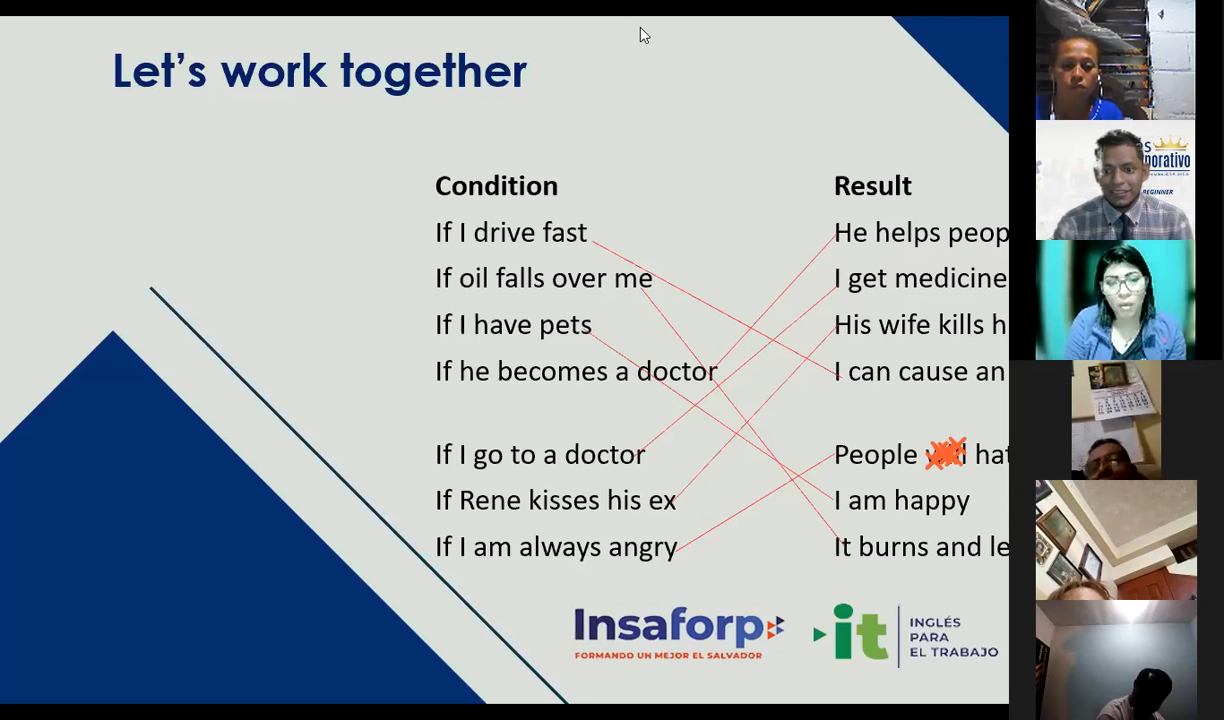 Let's work together
Condition
Result
If I drive fast
He helps peop
If oil falls over me
I get medicine
If I have pets
His wife kills h
If he becomes a doctor
I can cause an
If I go to a doctor
People hat
If Rene kisses his ex
I am happy
If I am always angry
It burns and le
Insaforp
FORMANDO UN MEJOR EL SALVADOR
it
INGLÉS
PARA
EL TRABAJO
porativo
BEGINNER